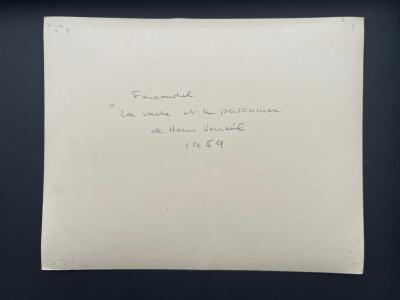 Fernandel
"La vache et le prisonnier"
de Henri Verneuil
1959